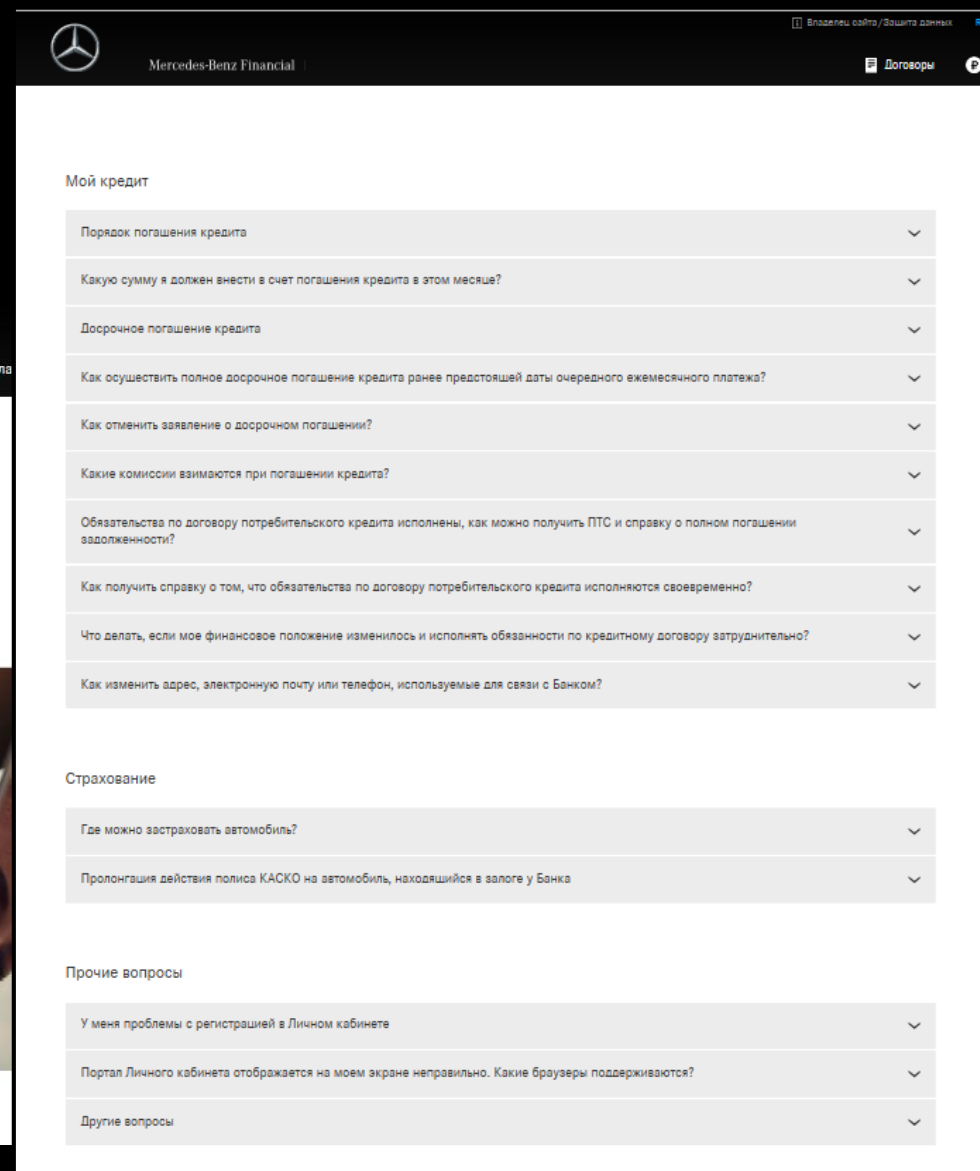 Владелец сайта/Защита данных
Mercedes-Benz Financial
Договоры
Мой кредит
Порядок погашения кредита
Какую сумму я должен внести в счет погашения кредита в этом месяце?
Досрочное погашение кредита
Как осуществить полное досрочное погашение кредита ранее предстоящей даты очередного ежемесячного платежа?
Как отменить заявление о досрочном погашении?
Какие комиссии взимаются при погашении кредита?
Обязательства по договору потребительского кредита исполнены, как можно получить ПТС и справку о полном погашении
задолженности?
Как получить справку о том, что обязательства по договору потребительского кредита исполняются своевременно?
Что делать, если мое финансовое положение изменилось и исполнять обязанности по кредитному договору затруднительно?
Как изменить адрес, электронную почту или телефон, используемые для связи с Банком?
Страхование
Где можно застраховать автомобиль?
Пролонгация действия полиса КАСКО на автомобиль, находящийся в залоге у Банка
Прочие вопросы
У меня проблемы с регистрацией в Личном кабинете
Портал Личного кабинета отображается на моем экране неправильно. Какие браузеры поддерживаются?
Другие вопросы